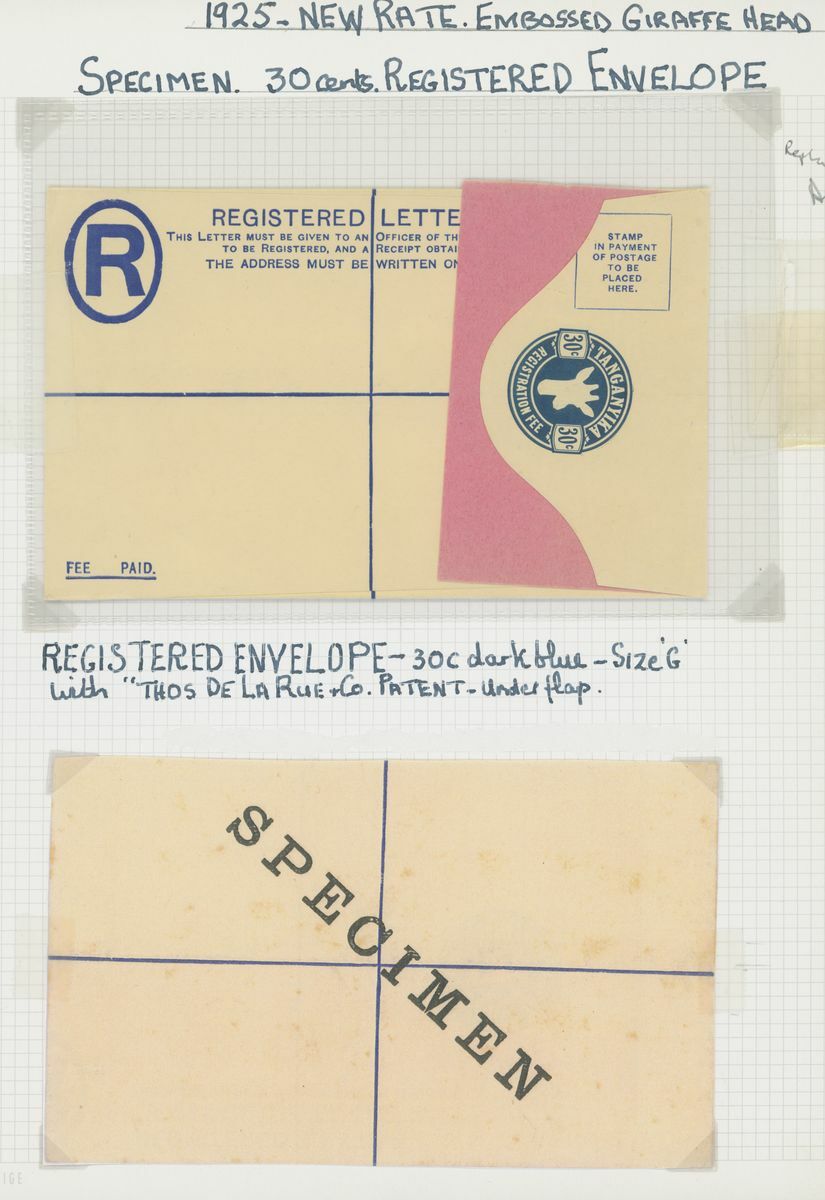 1925 - NEW RATE. EMBOSSED GIRAFFE HEAD
SPECIMEN. 30 cents. REGISTERED ENVELOPE
R
REGISTERED LETTE
THIS LETTER MUST BE GIVEN TO AN OFFICER OF TH
TO BE REGISTERED, AND A RECEIPT OBTAI
THE ADDRESS MUST BE WRITTEN ON
STAMP
IN PAYMENT
OF POSTAGE
TO BE
PLACED
HERE.
30c
TANGANYIKA
REGISTRATION FEE
30c
FEE PAID.
REGISTERED ENVELOPE - 30c dark blue - Size 'G'
with "THOS DE LA RUE & Co. PATENT - under flap.
SPECIMEN